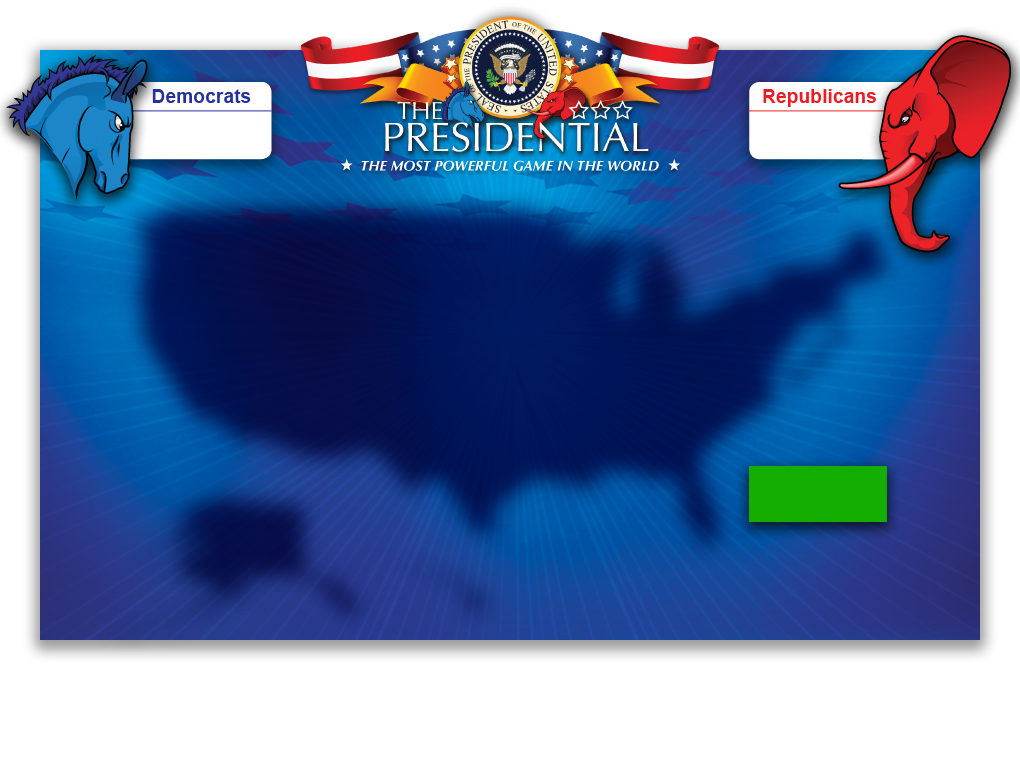 SEAL OF THE PRESIDENT OF THE UNITED STATES
Democrats
Republicans
THE
PRESIDENTIAL
THE MOST POWERFUL GAME IN THE WORLD